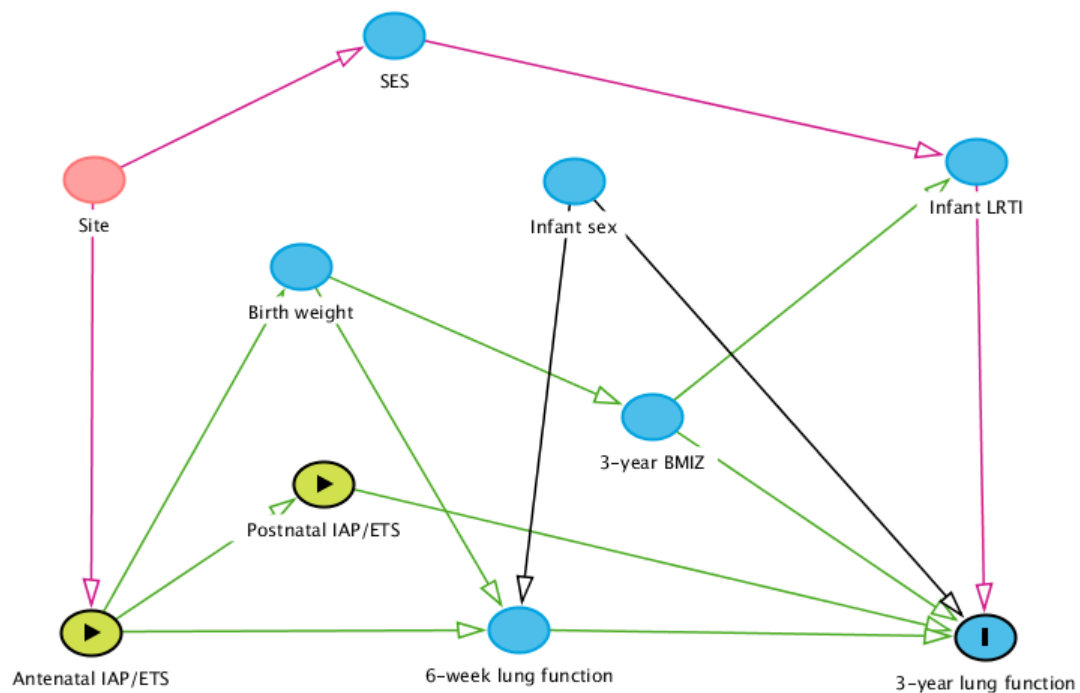 SES
Site
Infant sex
Infant LRTI
Birth weight
3-year BMIZ
Postnatal IAP/ETS
Antenatal IAP/ETS
6-week lung function
3-year lung function